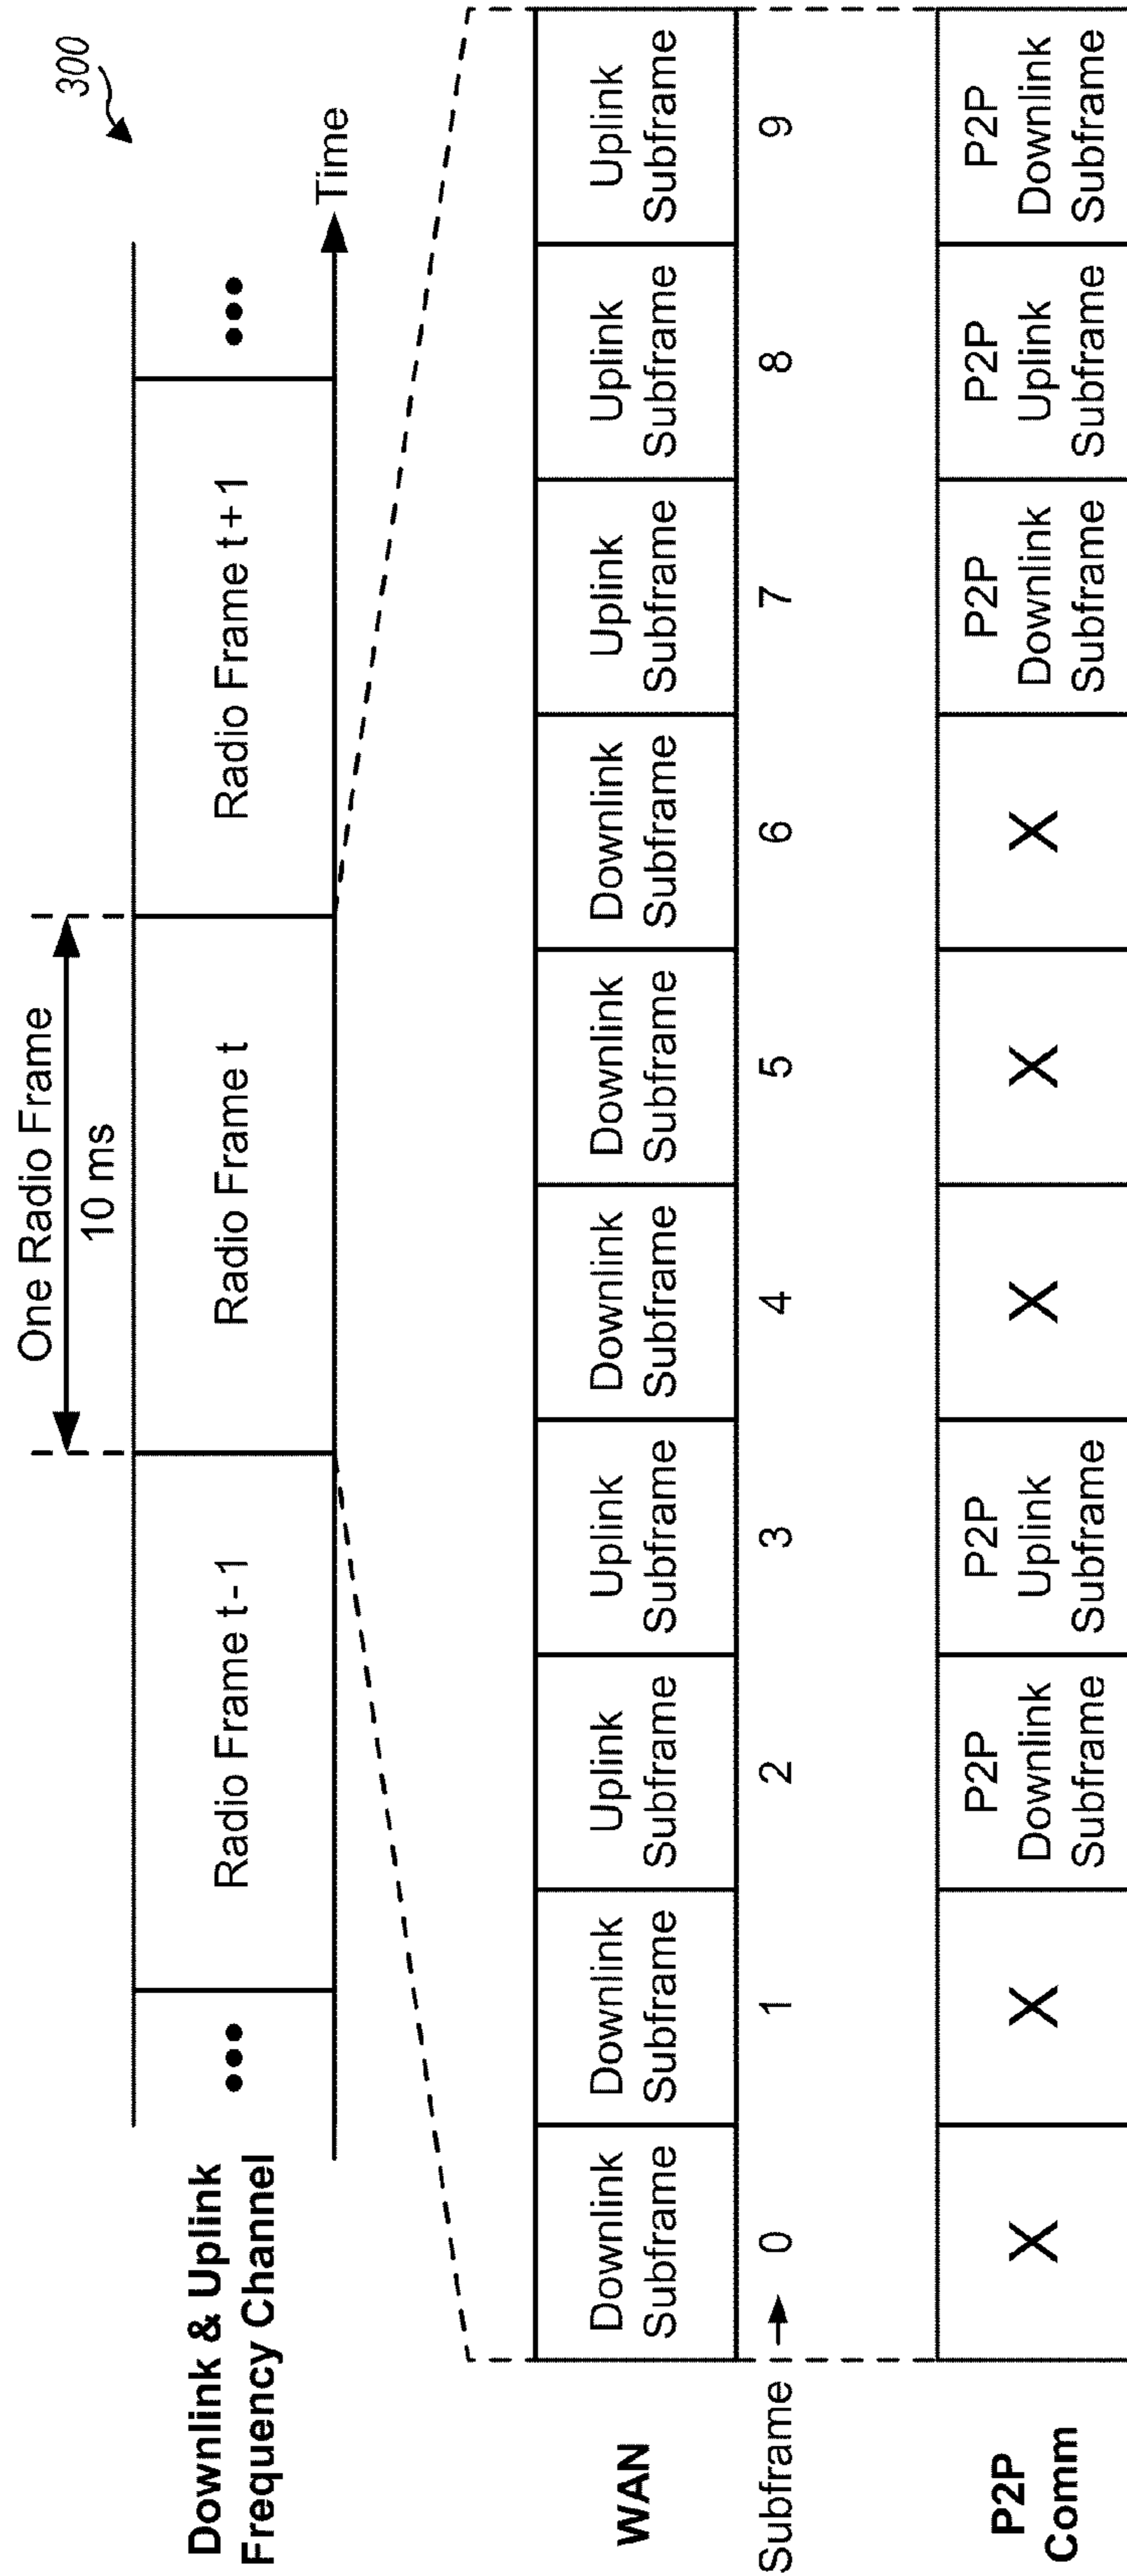 300
One Radio Frame
10 ms
Downlink & Uplink
Frequency Channel
•••
Radio Frame t - 1
Radio Frame t
Radio Frame t + 1
•••
Time
WAN
Downlink
Subframe
Downlink
Subframe
Uplink
Subframe
Uplink
Subframe
Downlink
Subframe
Downlink
Subframe
Downlink
Subframe
Uplink
Subframe
Uplink
Subframe
Uplink
Subframe
Subframe
0
1
2
3
4
5
6
7
8
9
P2P
Comm
X
X
P2P
Downlink
Subframe
P2P
Uplink
Subframe
X
X
X
P2P
Downlink
Subframe
P2P
Uplink
Subframe
P2P
Downlink
Subframe